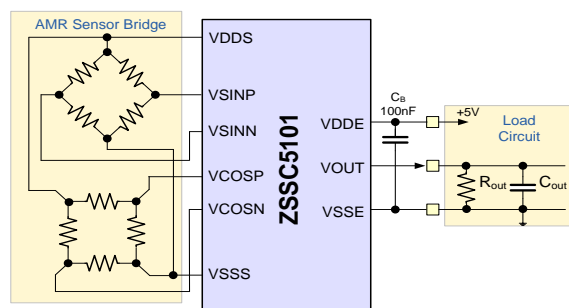 AMR Sensor Bridge
VDDS
VSINP
VSINN
VCOSP
VCOSN
VSSS
ZSSC5101
VDDE
VOUT
VSSE
CB
100nF
+5V
Load
Circuit
Rout
Cout